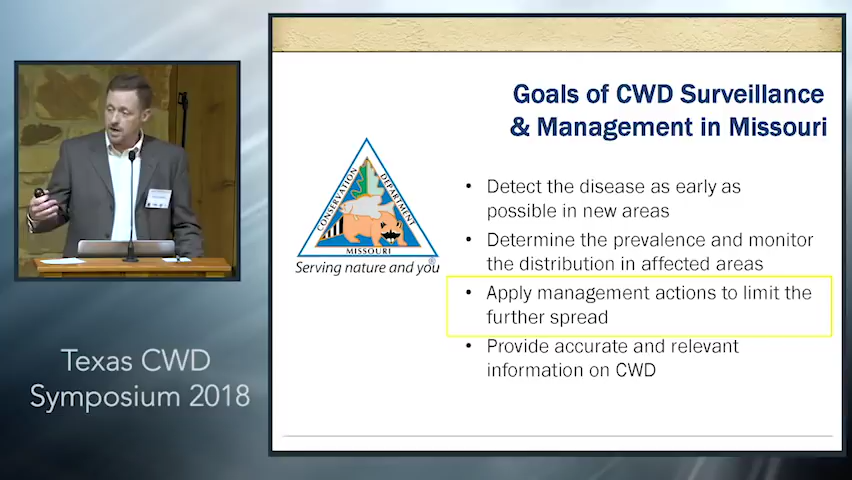 Goals of CWD Surveillance
& Management in Missouri
CONSERVATION DEPARTMENT
MISSOURI
Serving nature and you
®
• Detect the disease as early as
possible in new areas
• Determine the prevalence and monitor
the distribution in affected areas
• Apply management actions to limit the
further spread
• Provide accurate and relevant
information on CWD
Texas CWD
Symposium 2018